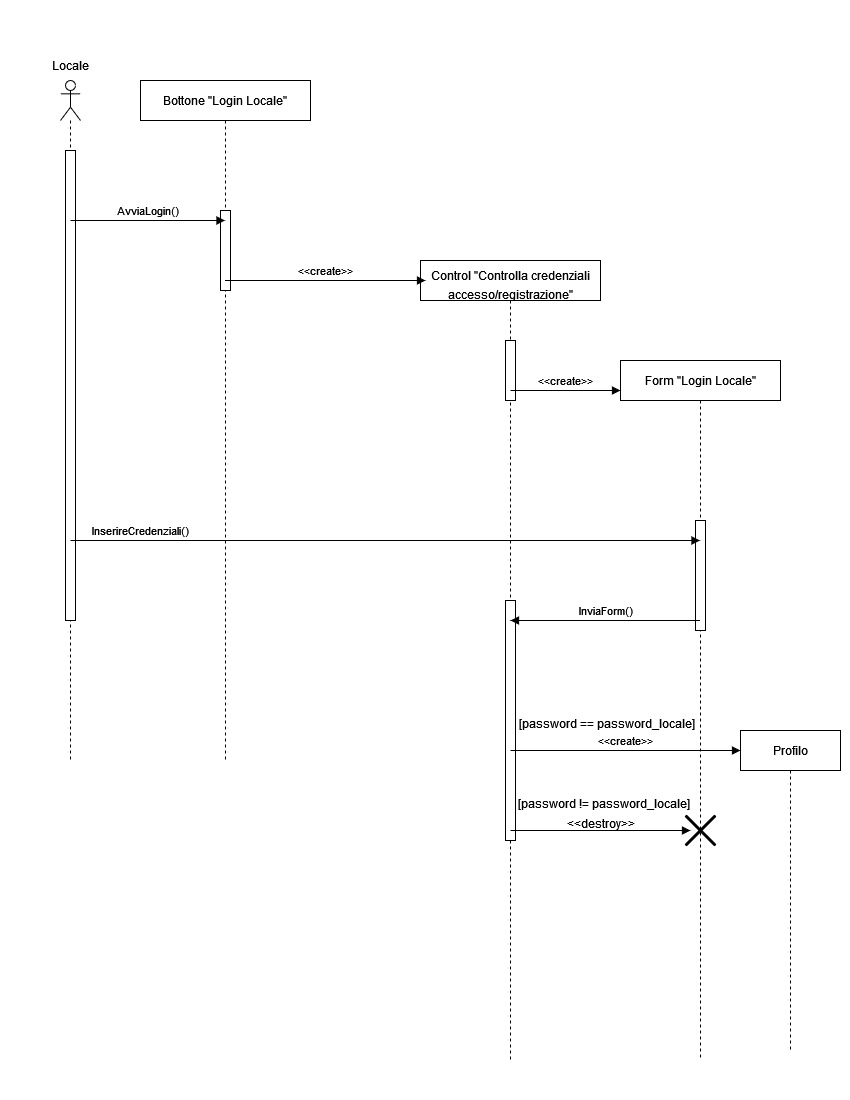 Locale
Bottone "Login Locale"
AvviaLogin()
<<create>>
Control "Controlla credenziali
accesso/registrazione"
<<create>>
Form "Login Locale"
InserireCredenziali()
InviaForm()
[password == password_locale]
<<create>>
Profilo
[password != password_locale]
<<destroy>>